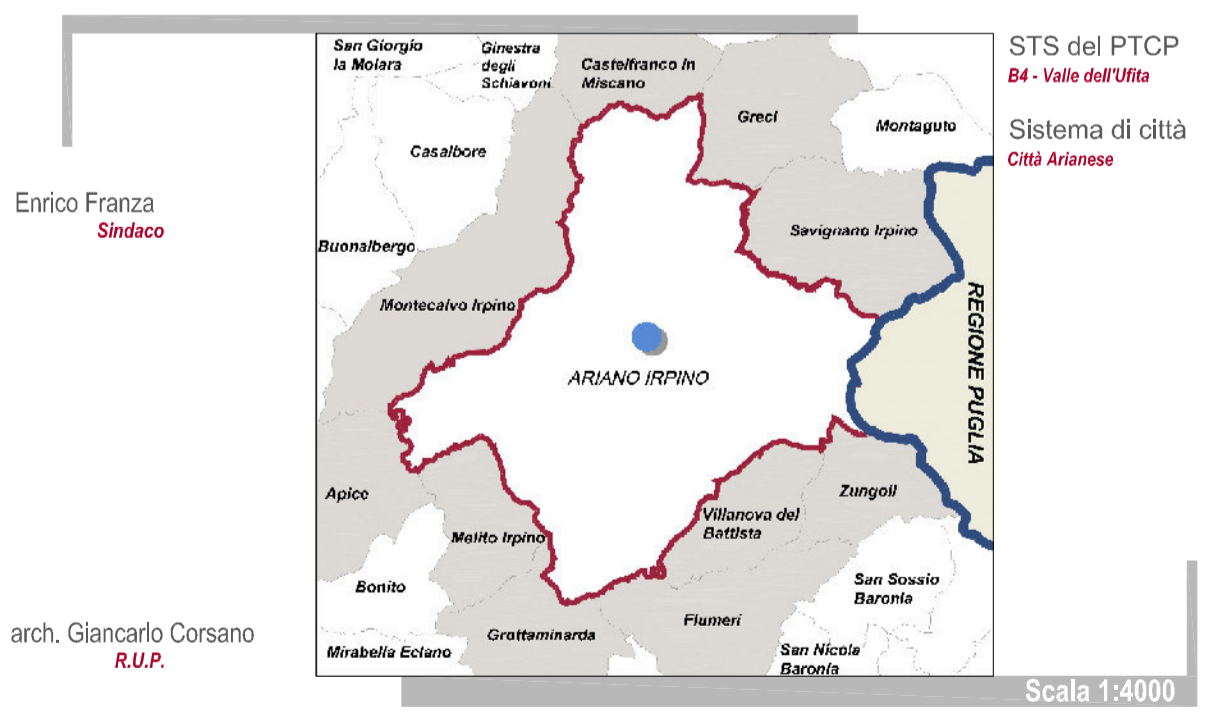 San Giorgio
la Molara
Ginestra
degli
Schiavoni
Castelfranco in
Miscano
Greci
Montaguto
Casalbore
Savignano Irpino
Buonalbergo
Montecalvo Irpino
REGIONE PUGLIA
ARIANO IRPINO
Apice
Zungoli
Villanova del
Battista
Melito Irpino
Bonito
San Sossio
Baronia
Flumeri
Grottaminarda
Mirabella Eclano
San Nicola
Baronia
STS del PTCP
B4 - Valle dell'Ufita
Sistema di città
Città Arianese
Enrico Franza
Sindaco
arch. Giancarlo Corsano
R.U.P.
Scala 1:4000